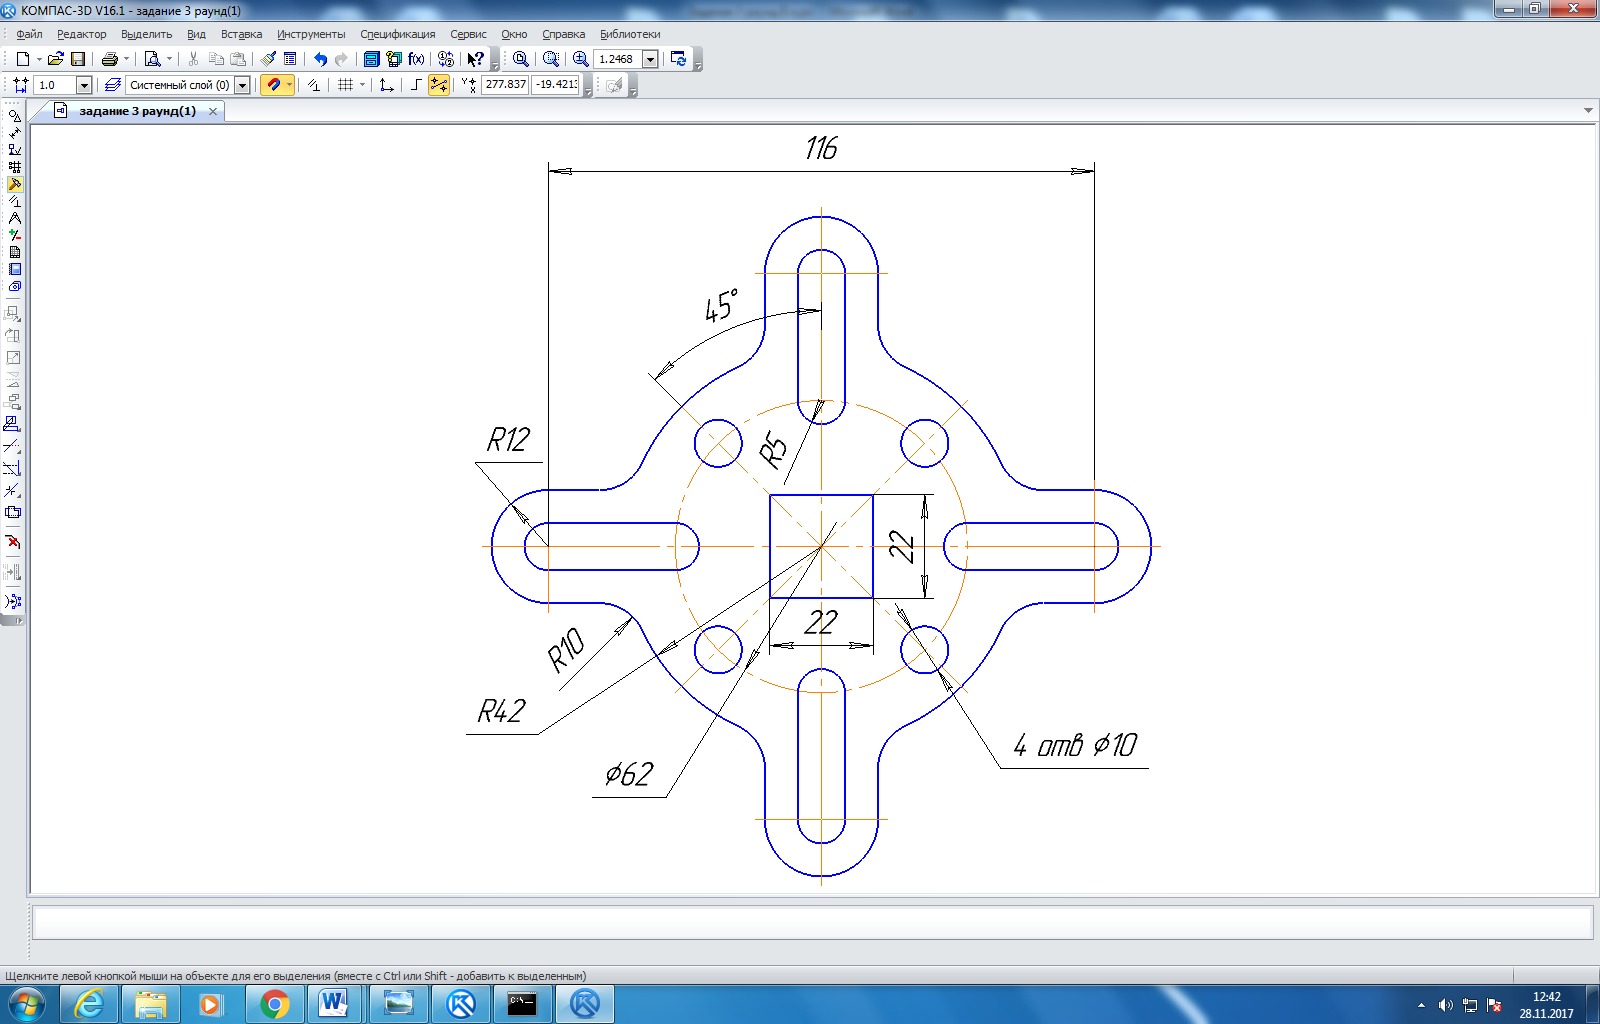 КОМПАС-3D V16.1 - задание 3 раунд(1)
Файл Редактор Выделить Вид Вставка Инструменты Спецификация Сервис Окно Справка Библиотеки
f(x) 1.2468
1.0 Системный слой (0) 277.837 -19.421
задание 3 раунд(1)
116
45°
R12
R5
22
22
R10
R42
4 отв ϕ10
ϕ62
Щелкните левой кнопкой мыши на объекте для его выделения (вместе с Ctrl или Shift - добавить к выделенным)
12:42
28.11.2017